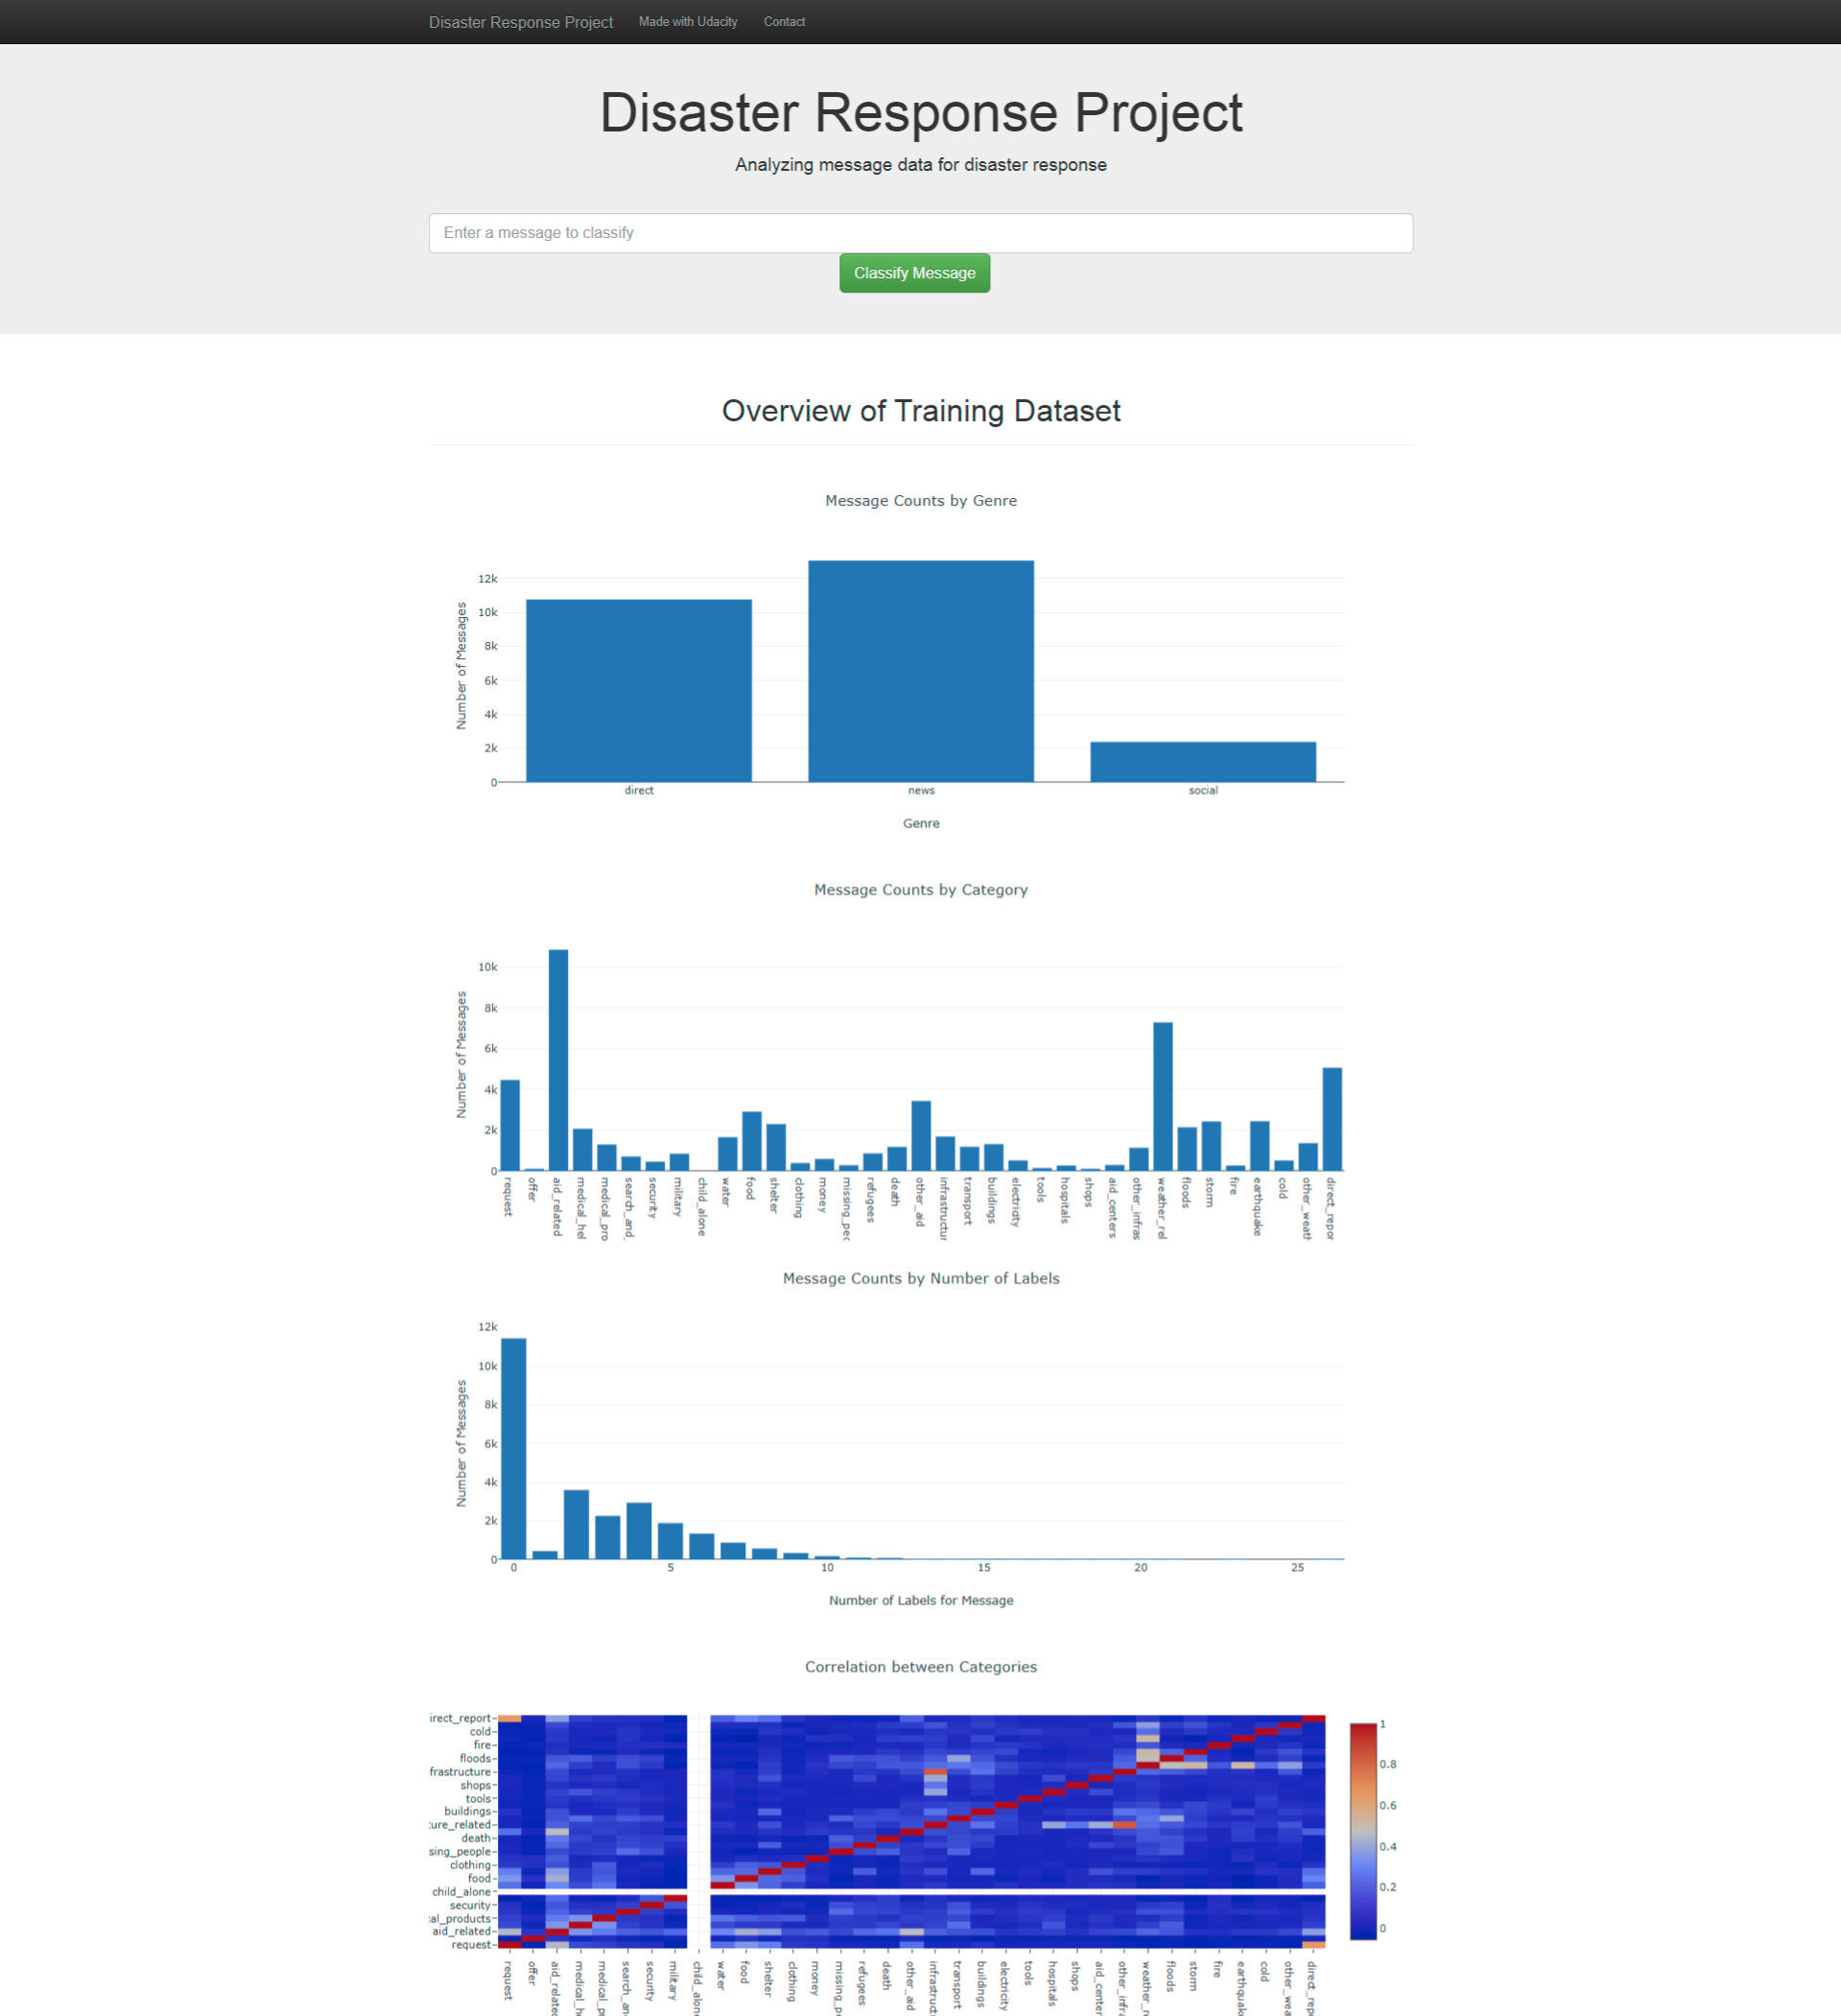 Disaster Response Project Made with Udacity Contact
Disaster Response Project
Analyzing message data for disaster response
Enter a message to classify
Classify Message
Overview of Training Dataset
Message Counts by Genre
Number of Messages
12k
10k
8k
6k
4k
2k
0
direct news social
Genre
Message Counts by Category
Number of Messages
10k
8k
6k
4k
2k
0
request offer aid_related medical_hel medical_pro search_and_ security military child_alone water food shelter clothing money missing_peo refugees death other_aid infrastructur transport buildings electricity tools hospitals shops aid_centers other_infras weather_rel floods storm fire earthquake cold other_weath direct_repor
Message Counts by Number of Labels
Number of Messages
12k
10k
8k
6k
4k
2k
0
0 5 10 15 20 25
Number of Labels for Message
Correlation between Categories
irect_report
cold
fire
floods
frastructure
shops
tools
buildings
ture_related
death
sing_people
clothing
food
child_alone
security
cal_products
aid_related
request
1
0.8
0.6
0.4
0.2
0
request offer aid_related medical_he medical_pr search_an security military child_alone water food shelter clothing money missing_p refugees death other_aid infrastruct transport buildings electricity tools hospitals shops aid_center other_infra weather_r floods storm fire earthquake cold other_wea direct_rep